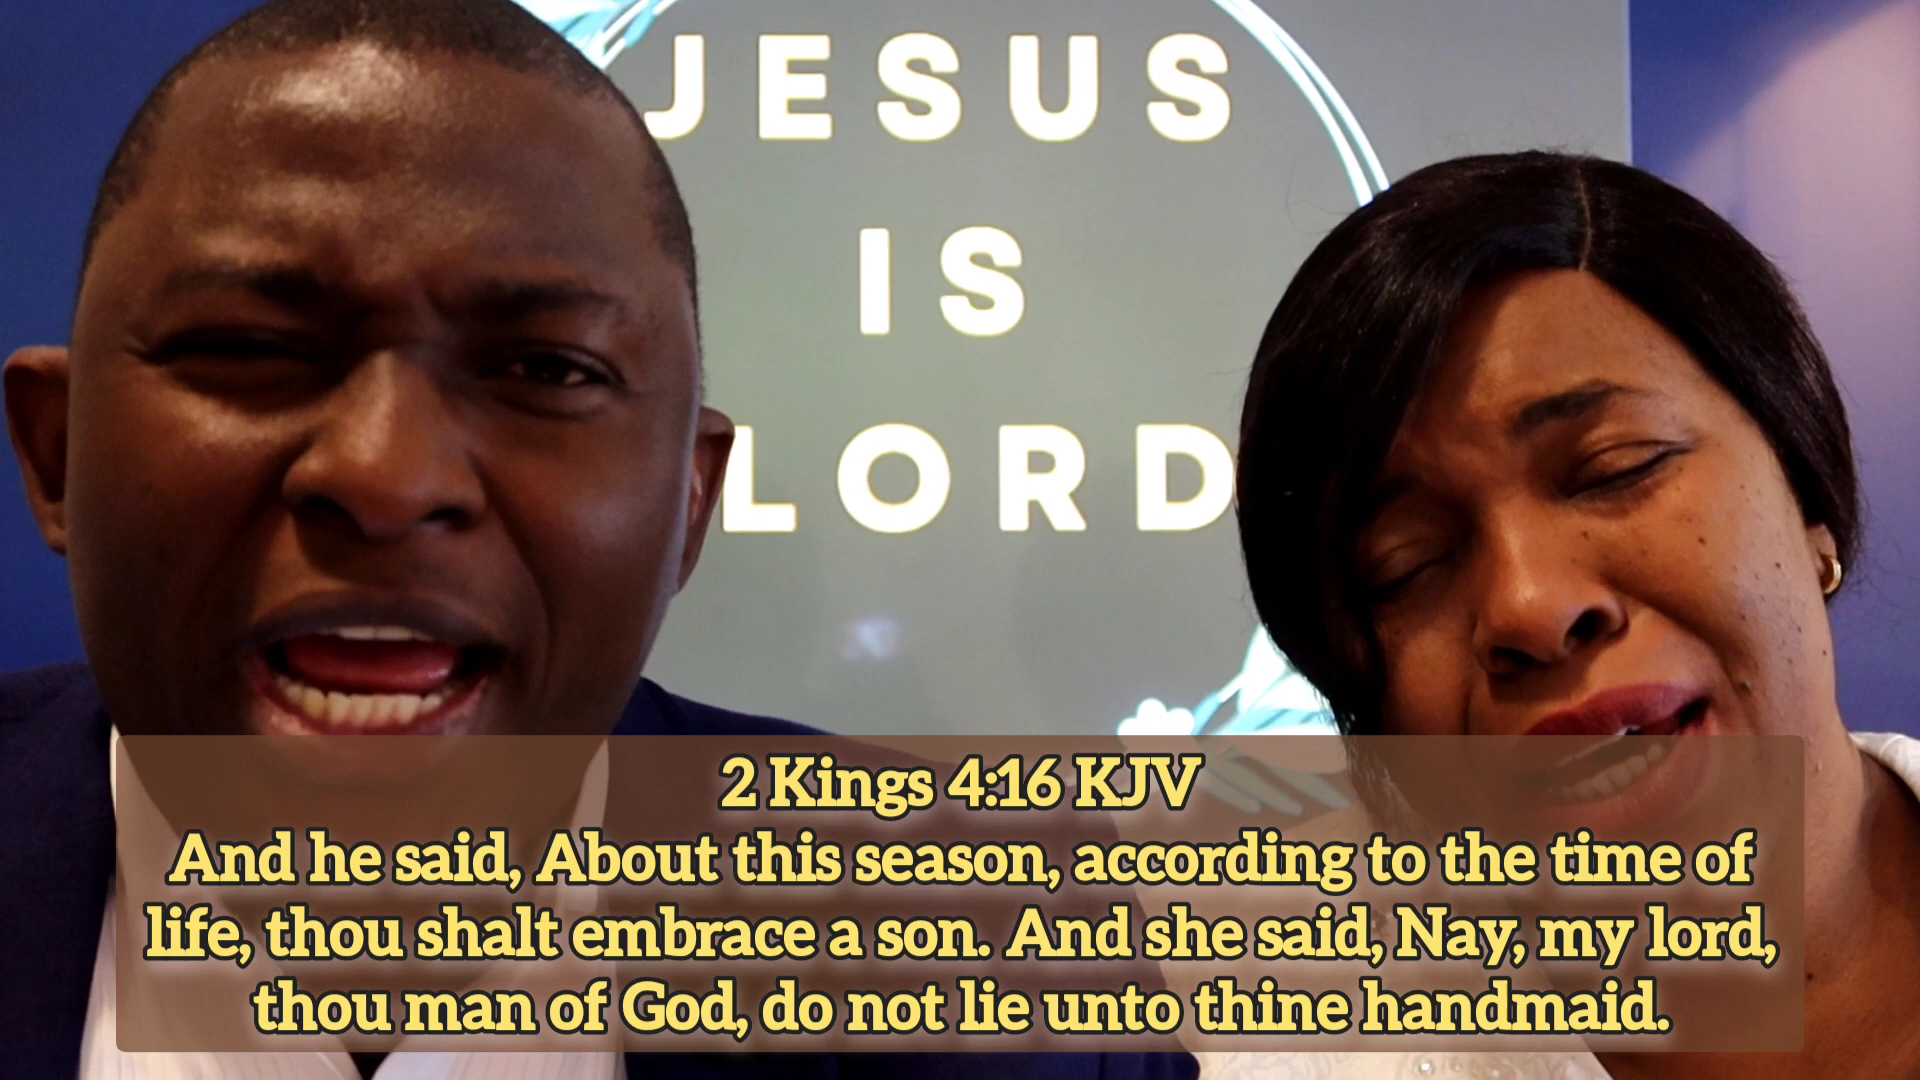 JESUS
IS
LORD
2 Kings 4:16 KJV
And he said, About this season, according to the time of
life, thou shalt embrace a son. And she said, Nay, my lord,
thou man of God, do not lie unto thine handmaid.